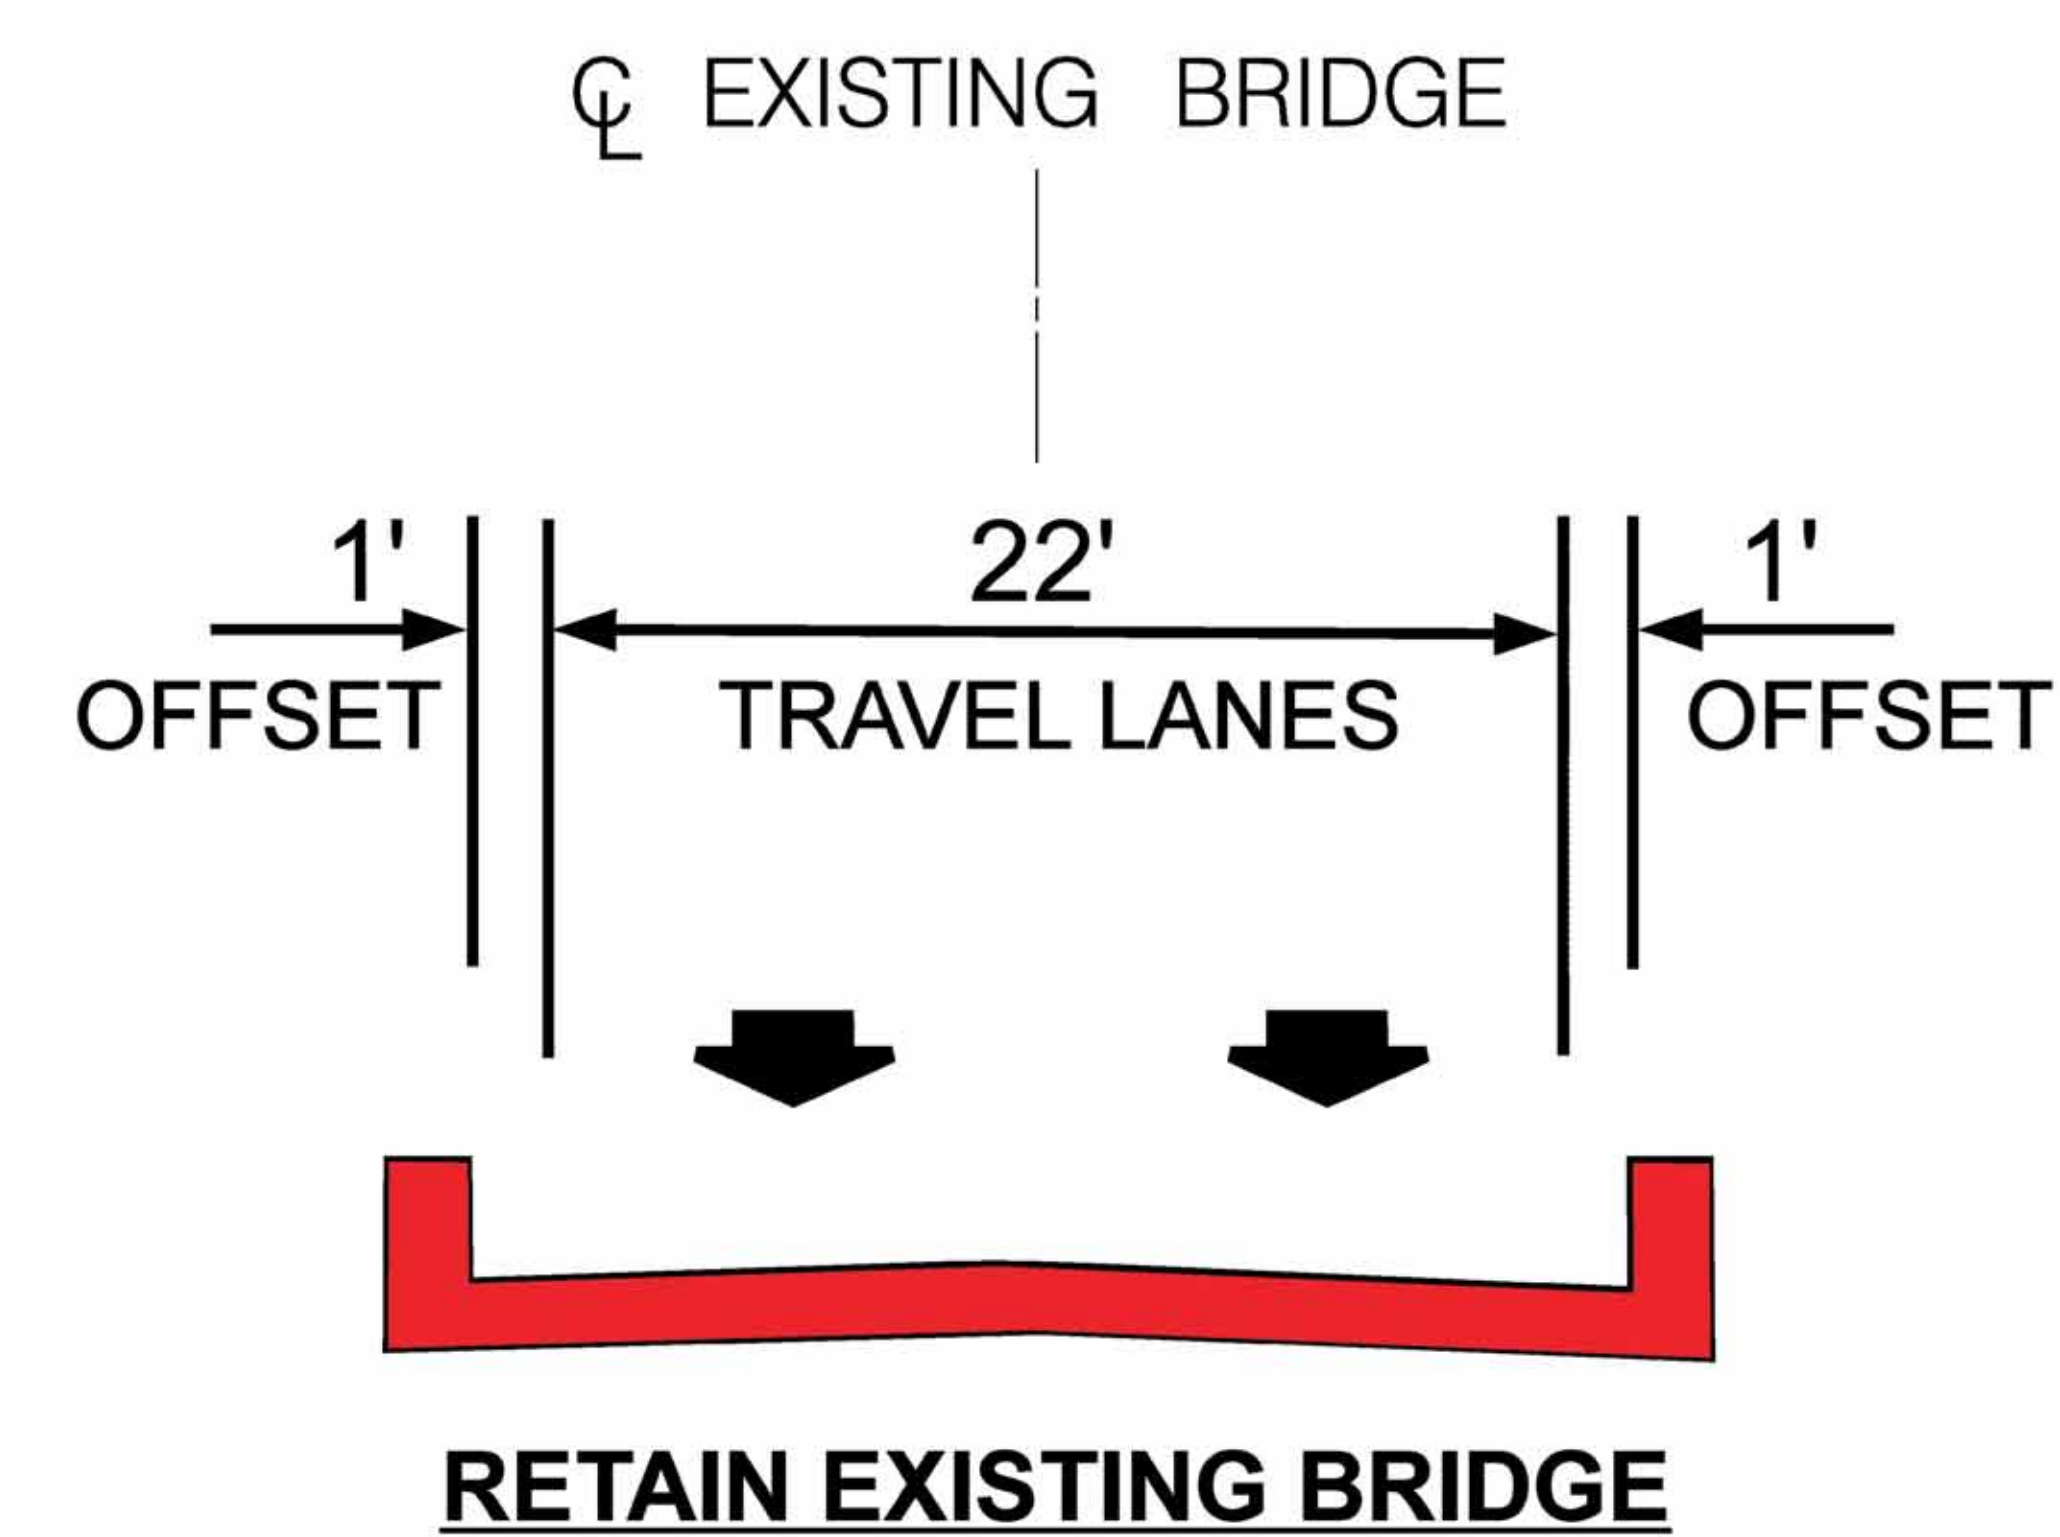 ℄ EXISTING BRIDGE
1' 22' 1'
OFFSET TRAVEL LANES OFFSET
RETAIN EXISTING BRIDGE